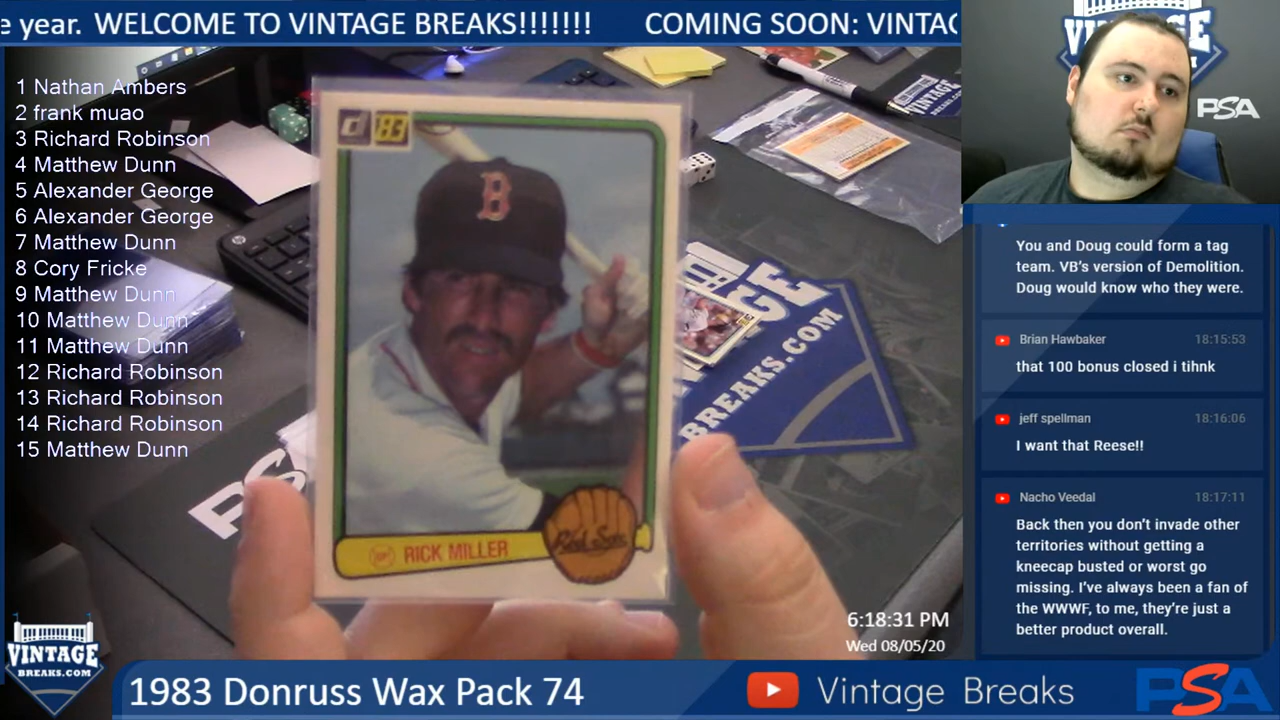 e year. WELCOME TO VINTAGE BREAKS!!!!!!! COMING SOON: VINTAG
1 Nathan Ambers
2 frank muao
3 Richard Robinson
4 Matthew Dunn
5 Alexander George
6 Alexander George
7 Matthew Dunn
8 Cory Fricke
9 Matthew Dunn
10 Matthew Dunn
11 Matthew Dunn
12 Richard Robinson
13 Richard Robinson
14 Richard Robinson
15 Matthew Dunn
d 83
B
RICK MILLER
Red Sox
VINTAGE
BREAKS.COM
PS
VINTAGE
PSA
You and Doug could form a tag
team. VB's version of Demolition.
Doug would know who they were.
Brian Hawbaker 18:15:53
that 100 bonus closed i tihnk
jeff spellman 18:16:06
I want that Reese!!
Nacho Veedal 18:17:11
Back then you don't invade other
territories without getting a
kneecap busted or worst go
missing. I've always been a fan of
the WWWF, to me, they're just a
better product overall.
6:18:31 PM
Wed 08/05/20
VINTAGE
BREAKS.COM
1983 Donruss Wax Pack 74
Vintage Breaks
PSA